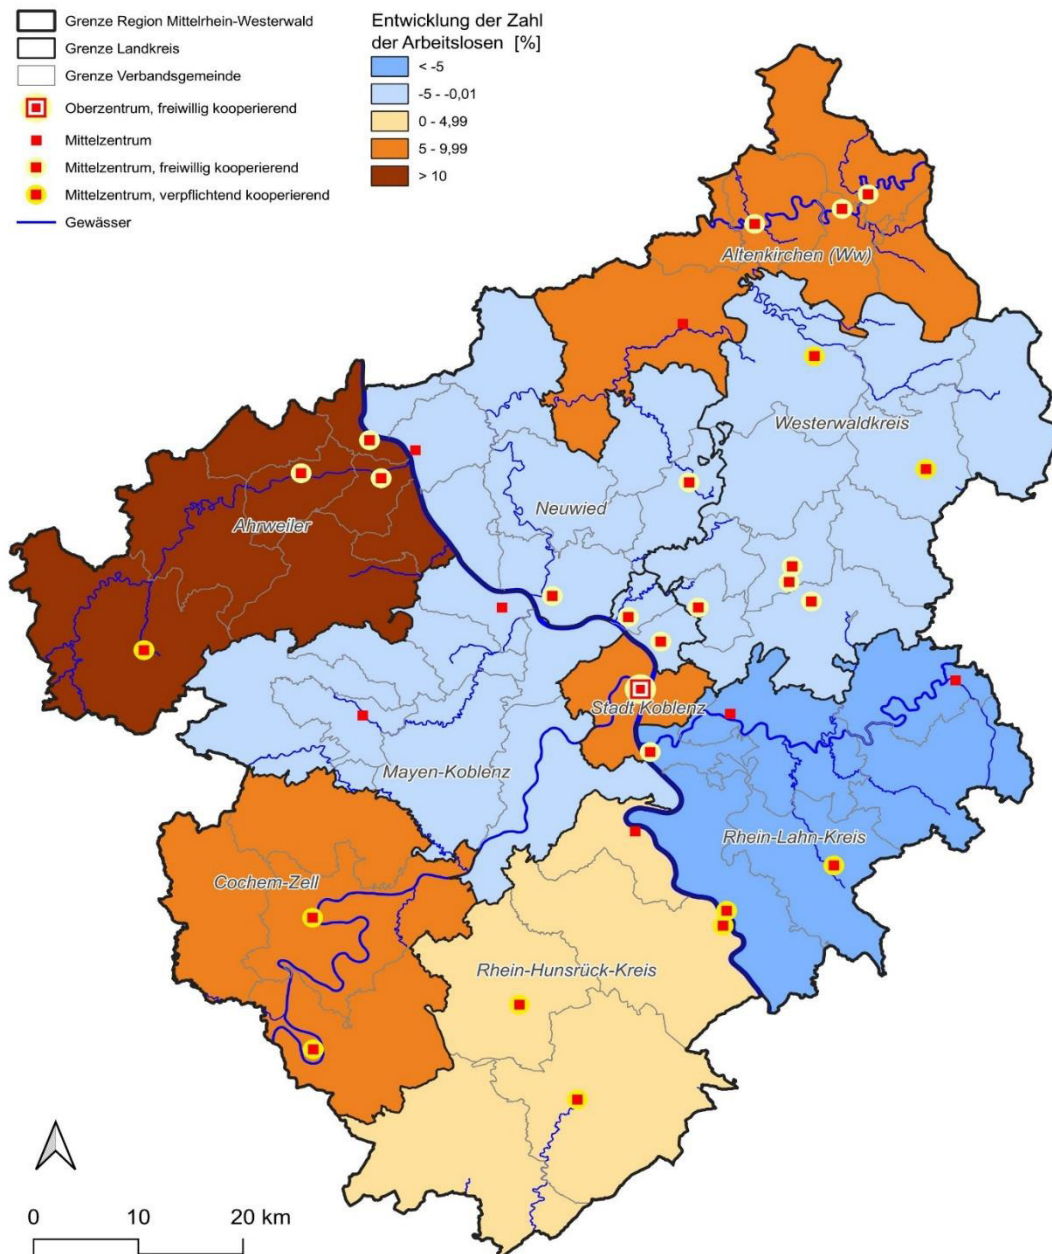 Grenze Region Mittelrhein-Westerwald
Grenze Landkreis
Grenze Verbandsgemeinde
Oberzentrum, freiwillig kooperierend
Mittelzentrum
Mittelzentrum, freiwillig kooperierend
Mittelzentrum, verpflichtend kooperierend
Gewässer
Entwicklung der Zahl
der Arbeitslosen [%]
< -5
-5 - -0,01
0 - 4,99
5 - 9,99
> 10
Altenkirchen (Ww)
Westerwaldkreis
Neuwied
Ahrweiler
Stadt Koblenz
Mayen-Koblenz
Rhein-Lahn-Kreis
Cochem-Zell
Rhein-Hunsrück-Kreis
0 10 20 km